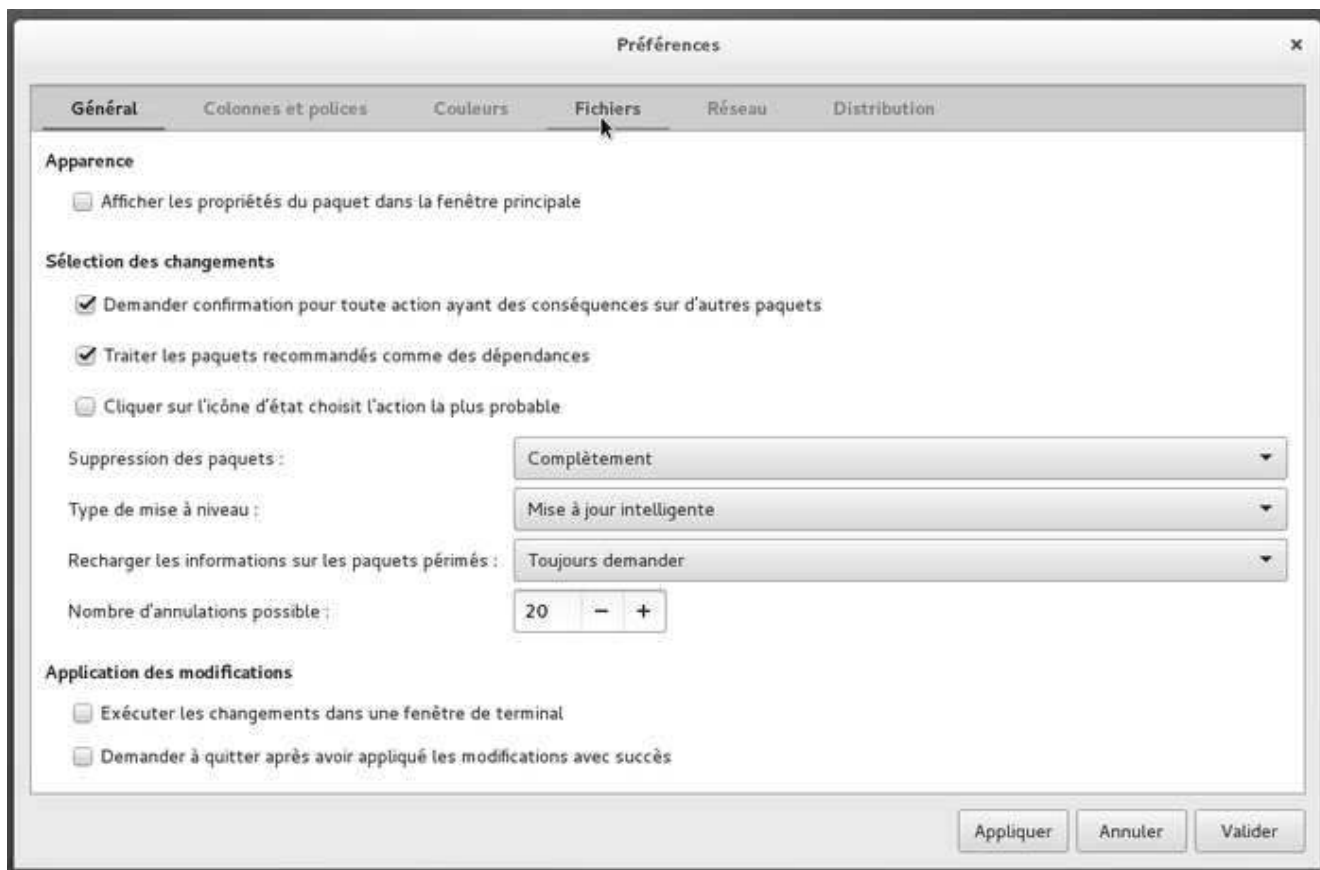 Préférences
Général Colonnes et polices Couleurs Fichiers Réseau Distribution
Apparence
Afficher les propriétés du paquet dans la fenêtre principale
Sélection des changements
Demander confirmation pour toute action ayant des conséquences sur d'autres paquets
Traiter les paquets recommandés comme des dépendances
Cliquer sur l'icône d'état choisit l'action la plus probable
Suppression des paquets : Complètement
Type de mise à niveau : Mise à jour intelligente
Recharger les informations sur les paquets périmés : Toujours demander
Nombre d'annulations possible : 20 − +
Application des modifications
Exécuter les changements dans une fenêtre de terminal
Demander à quitter après avoir appliqué les modifications avec succès
Appliquer Annuler Valider